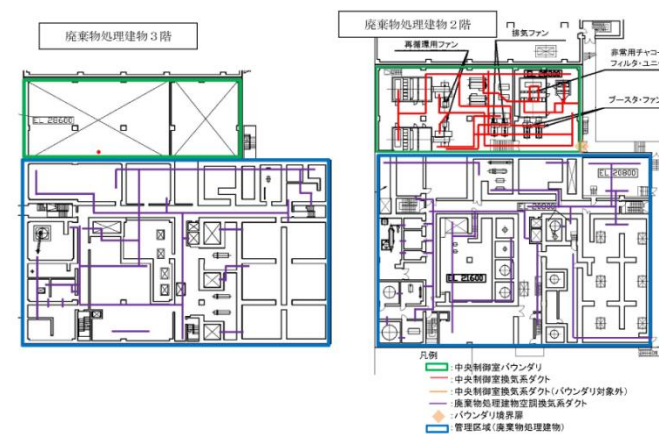 廃棄物処理建物３階
EL 28600
廃棄物処理建物２階
排気ファン
再循環用ファン
非常用チャコー
フィルタ・ユニ
ブースタ・ファン
EL 20800
EL 21600
凡例
:中央制御室バウンダリ
:中央制御室換気系ダクト
:中央制御室換気系ダクト(バウンダリ対象外)
:廃棄物処理建物空調換気系ダクト
:バウンダリ境界扉
:管理区域(廃棄物処理建物)